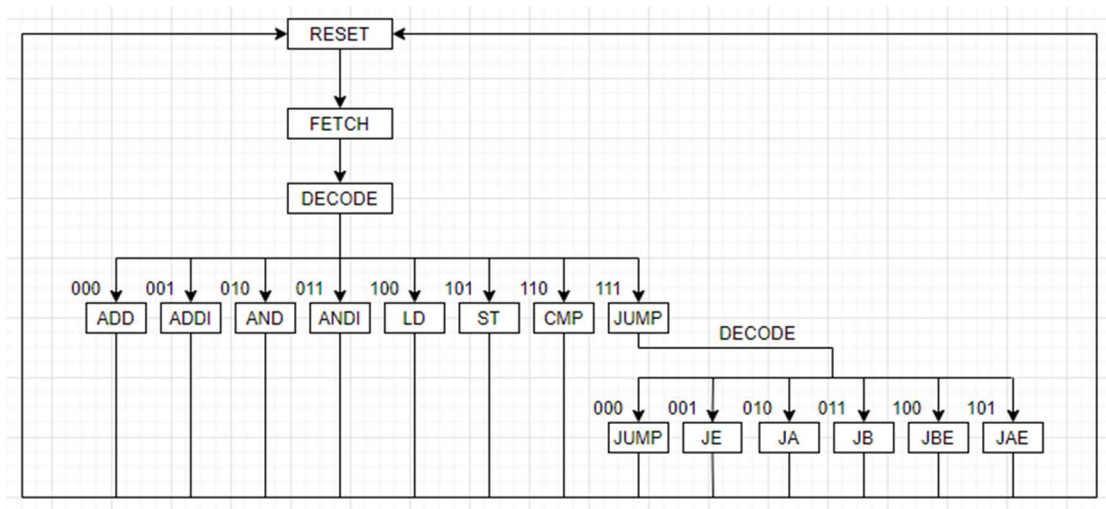 RESET
FETCH
DECODE
000 001 010 011 100 101 110 111
ADD ADDI AND ANDI LD ST CMP JUMP
DECODE
000 001 010 011 100 101
JUMP JE JA JB JBE JAE